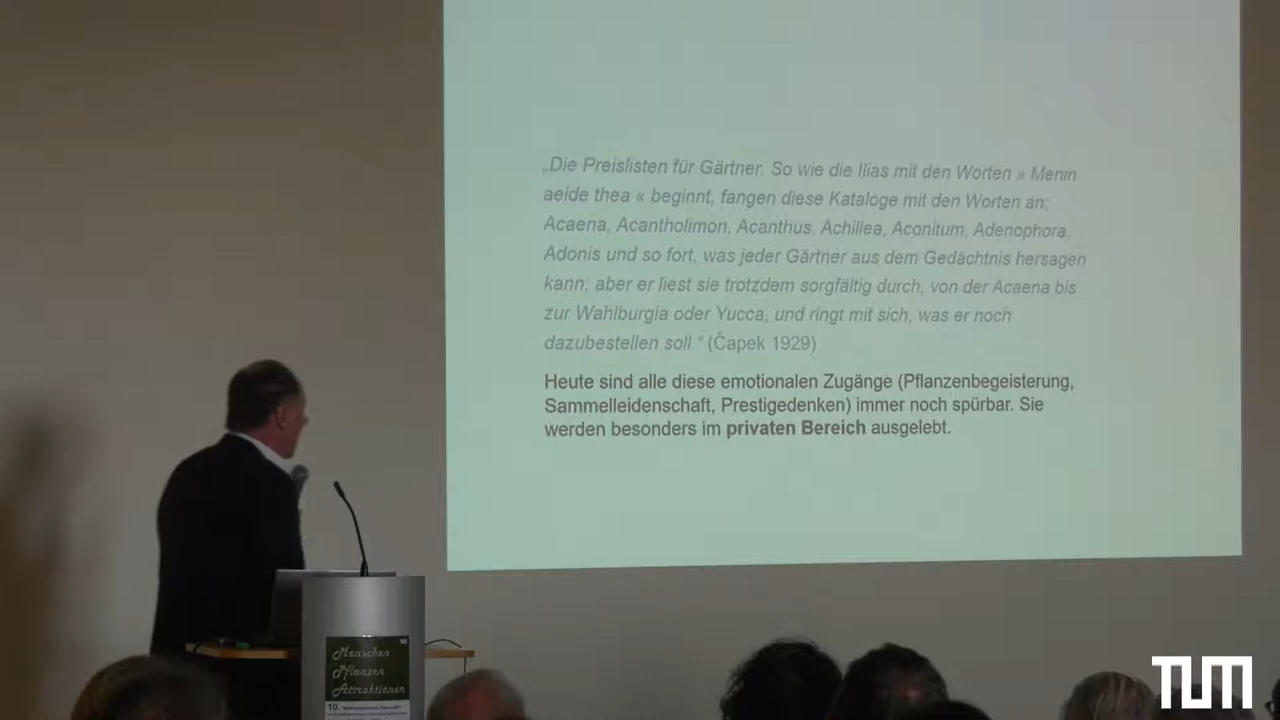 „Die Preislisten für Gärtner. So wie die Ilias mit den Worten » Menin
aeide thea « beginnt, fangen diese Kataloge mit den Worten an:
Acaena, Acantholimon, Acanthus, Achillea, Aconitum, Adenophora,
Adonis und so fort, was jeder Gärtner aus dem Gedächtnis hersagen
kann; aber er liest sie trotzdem sorgfältig durch, von der Acaena bis
zur Wahlburgia oder Yucca, und ringt mit sich, was er noch
dazubestellen soll." (Čapek 1929)
Heute sind alle diese emotionalen Zugänge (Pflanzenbegeisterung,
Sammelleidenschaft, Prestigedenken) immer noch spürbar. Sie
werden besonders im privaten Bereich ausgelebt.
Menschen
Pflanzen
Attraktionen
10.
TUM